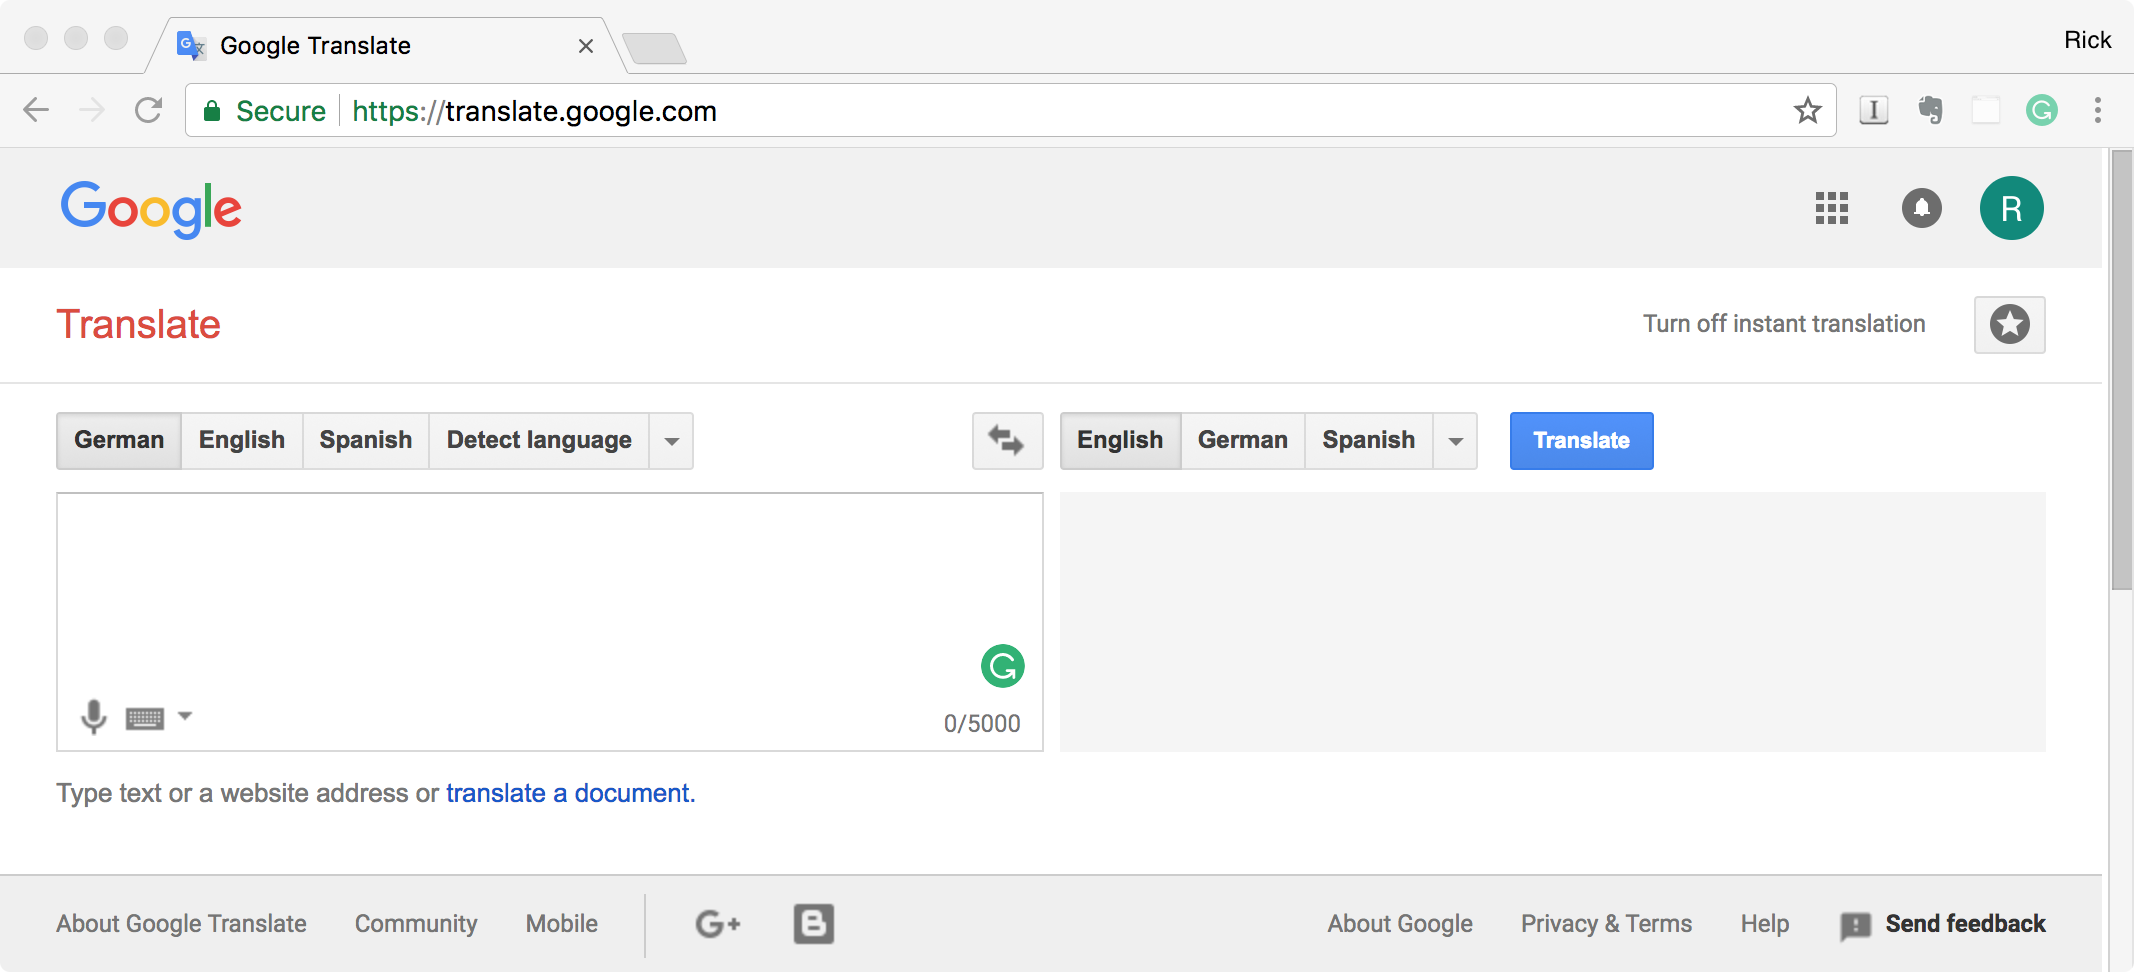 Google Translate
Rick
Secure https://translate.google.com
Google
R
Translate
Turn off instant translation
German English Spanish Detect language
English German Spanish Translate
0/5000
Type text or a website address or translate a document.
About Google Translate Community Mobile G+
About Google Privacy & Terms Help Send feedback